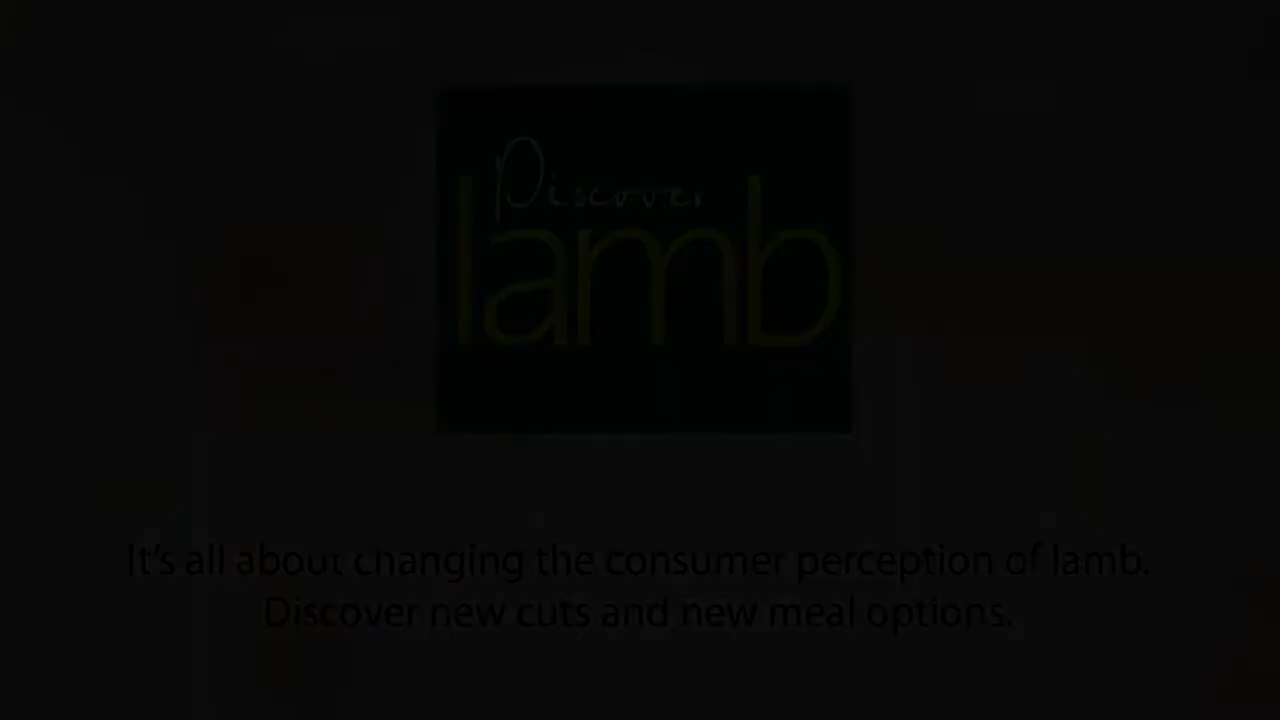 Discover
lamb
It's all about changing the consumer perception of lamb.
Discover new cuts and new meal options.